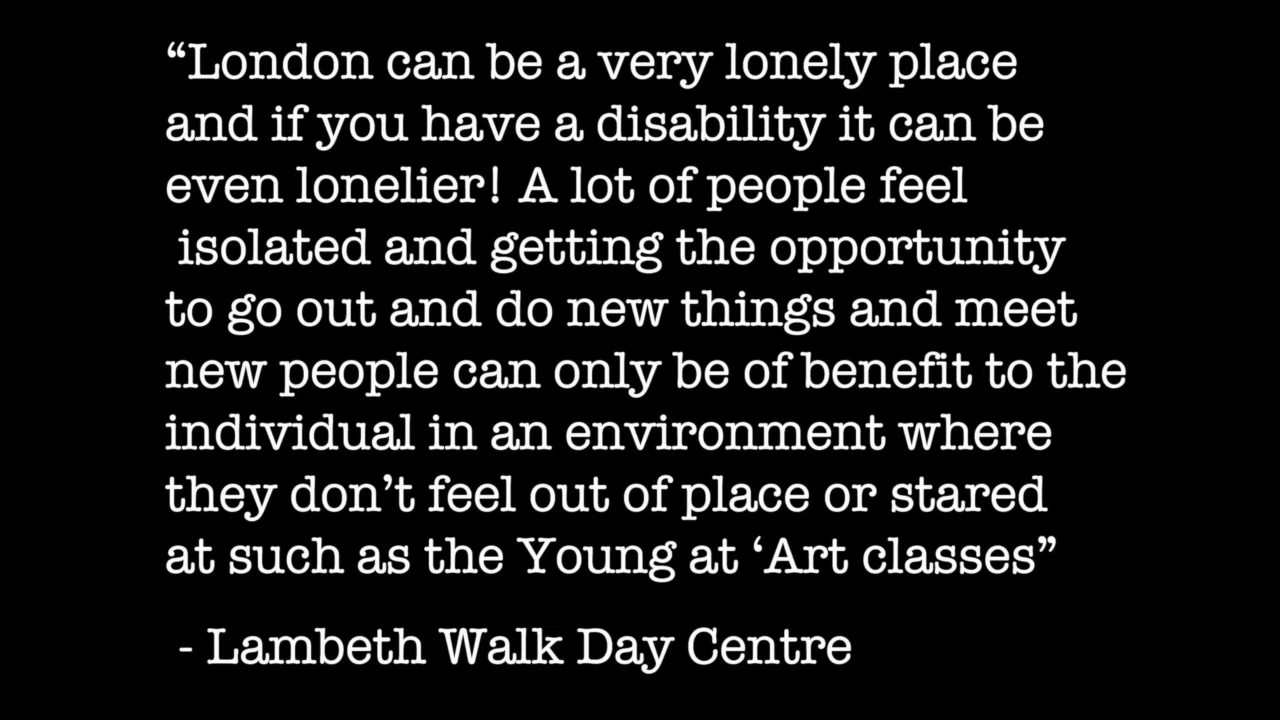 “London can be a very lonely place
and if you have a disability it can be
even lonelier! A lot of people feel
isolated and getting the opportunity
to go out and do new things and meet
new people can only be of benefit to the
individual in an environment where
they don’t feel out of place or stared
at such as the Young at ‘Art classes”
- Lambeth Walk Day Centre